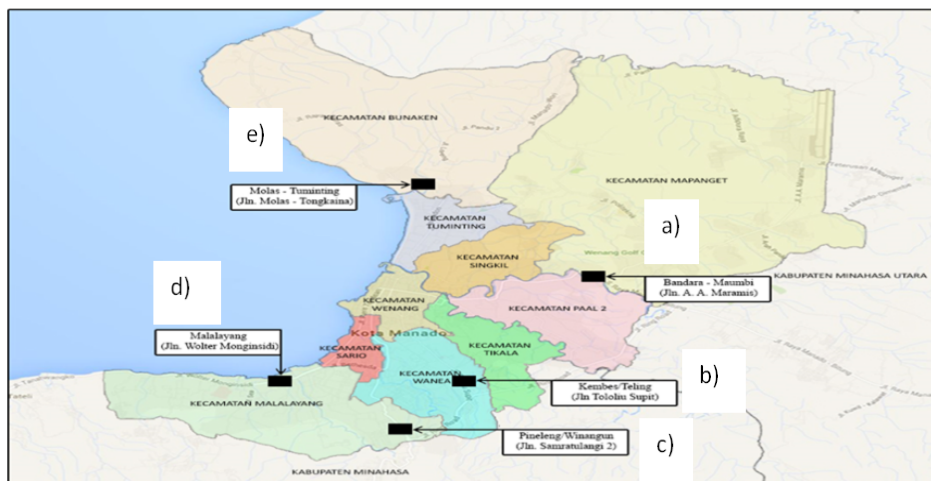 KECAMATAN BUNAKEN
e)
Molas - Tuminting
(Jln. Molas - Tongkaina)
KECAMATAN MAPANGET
KECAMATAN
TUMINTING
a)
KECAMATAN
SINGKIL
Wenang Golf
Bandara - Maumbi
(Jln. A. A. Maramis)
KABUPATEN MINAHASA UTARA
d)
KECAMATAN
WENANG
KECAMATAN PAAL 2
Malalayang
(Jln. Wolter Monginsidi)
Kota Manado
KECAMATAN
SARIO
KECAMATAN
TIKALA
KECAMATAN
WANEA
b)
Kembes/Teling
(Jln Tololiu Supit)
KECAMATAN MALALAYANG
Pineleng/Winangun
(Jln. Samratulangi 2)
c)
KABUPATEN MINAHASA